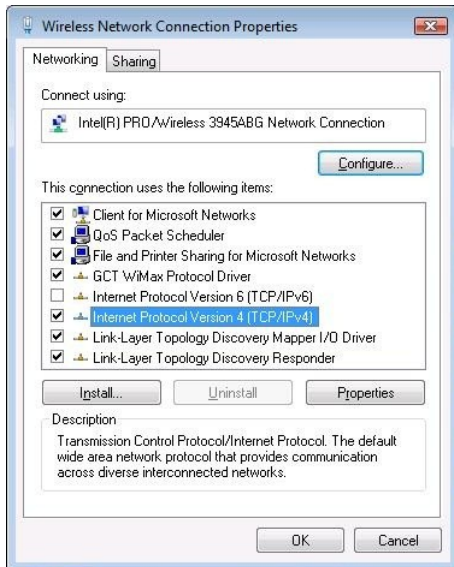 Wireless Network Connection Properties
Networking
Sharing
Connect using:
Intel(R) PRO/Wireless 3945ABG Network Connection
Configure...
This connection uses the following items:
Client for Microsoft Networks
QoS Packet Scheduler
File and Printer Sharing for Microsoft Networks
GCT WiMax Protocol Driver
Internet Protocol Version 6 (TCP/IPv6)
Internet Protocol Version 4 (TCP/IPv4)
Link-Layer Topology Discovery Mapper I/O Driver
Link-Layer Topology Discovery Responder
Install...
Uninstall
Properties
Description
Transmission Control Protocol/Internet Protocol. The default
wide area network protocol that provides communication
across diverse interconnected networks.
OK
Cancel